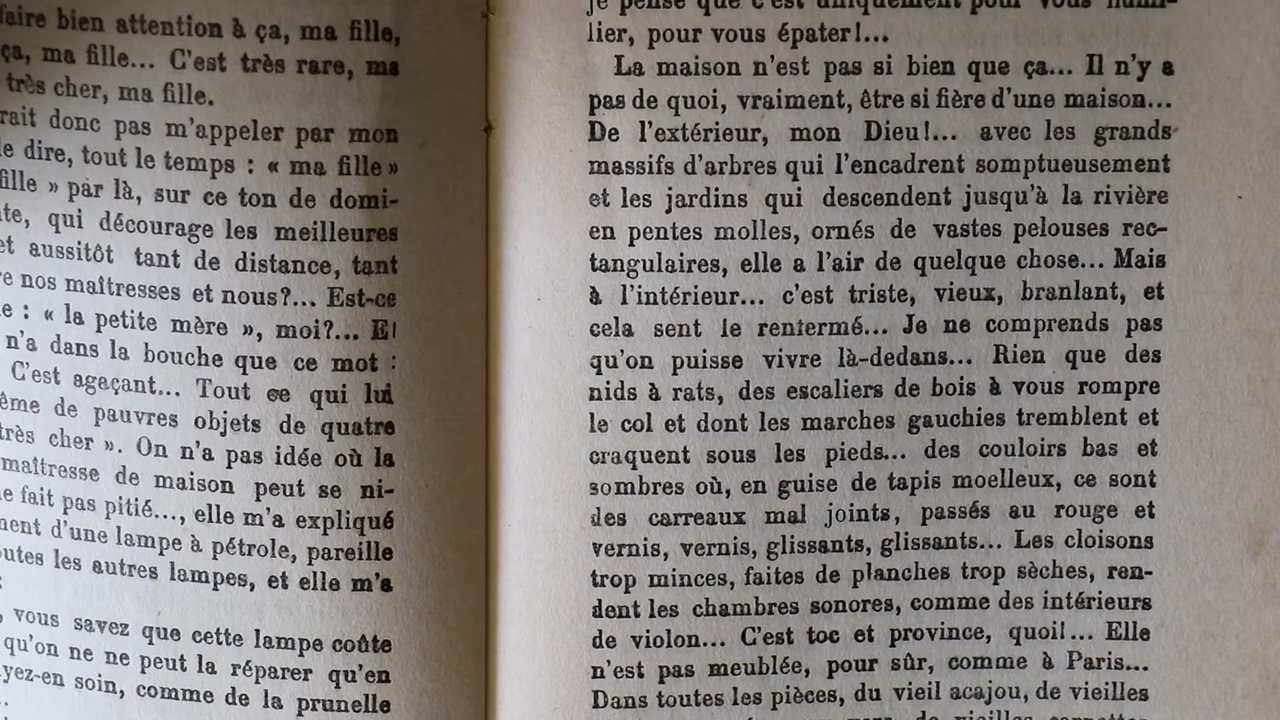 faire bien attention à ça, ma fille,
ça, ma fille... C'est très rare, ma
très cher, ma fille.
rait donc pas m'appeler par mon
dire, tout le temps : « ma fille »
fille » par là, sur ce ton de domi-
te, qui décourage les meilleures
et aussitôt tant de distance, tant
nos maîtresses et nous?... Est-ce
e : « la petite mère », moi?... Et
n'a dans la bouche que ce mot :
C'est agaçant... Tout ce qui lui
ême de pauvres objets de quatre
très cher ». On n'a pas idée où la
maîtresse de maison peut se ni-
fait pas pitié..., elle m'a expliqué
ment d'une lampe à pétrole, pareille
outes les autres lampes, et elle m'a
:
, vous savez que cette lampe coûte
qu'on ne ne peut la réparer qu'en
yez-en soin, comme de la prunelle
je pense que c'est uniquement pour vous humi-
lier, pour vous épater!...
La maison n'est pas si bien que ça... Il n'y a
pas de quoi, vraiment, être si fière d'une maison...
De l'extérieur, mon Dieu!... avec les grands
massifs d'arbres qui l'encadrent somptueusement
et les jardins qui descendent jusqu'à la rivière
en pentes molles, ornés de vastes pelouses rec-
tangulaires, elle a l'air de quelque chose... Mais
à l'intérieur... c'est triste, vieux, branlant, et
cela sent le renfermé... Je ne comprends pas
qu'on puisse vivre là-dedans... Rien que des
nids à rats, des escaliers de bois à vous rompre
le col et dont les marches gauchies tremblent et
craquent sous les pieds... des couloirs bas et
sombres où, en guise de tapis moelleux, ce sont
des carreaux mal joints, passés au rouge et
vernis, vernis, glissants, glissants... Les cloisons
trop minces, faites de planches trop sèches, ren-
dent les chambres sonores, comme des intérieurs
de violon... C'est toc et province, quoi!... Elle
n'est pas meublée, pour sûr, comme à Paris...
Dans toutes les pièces, du vieil acajou, de vieilles
de vieilles